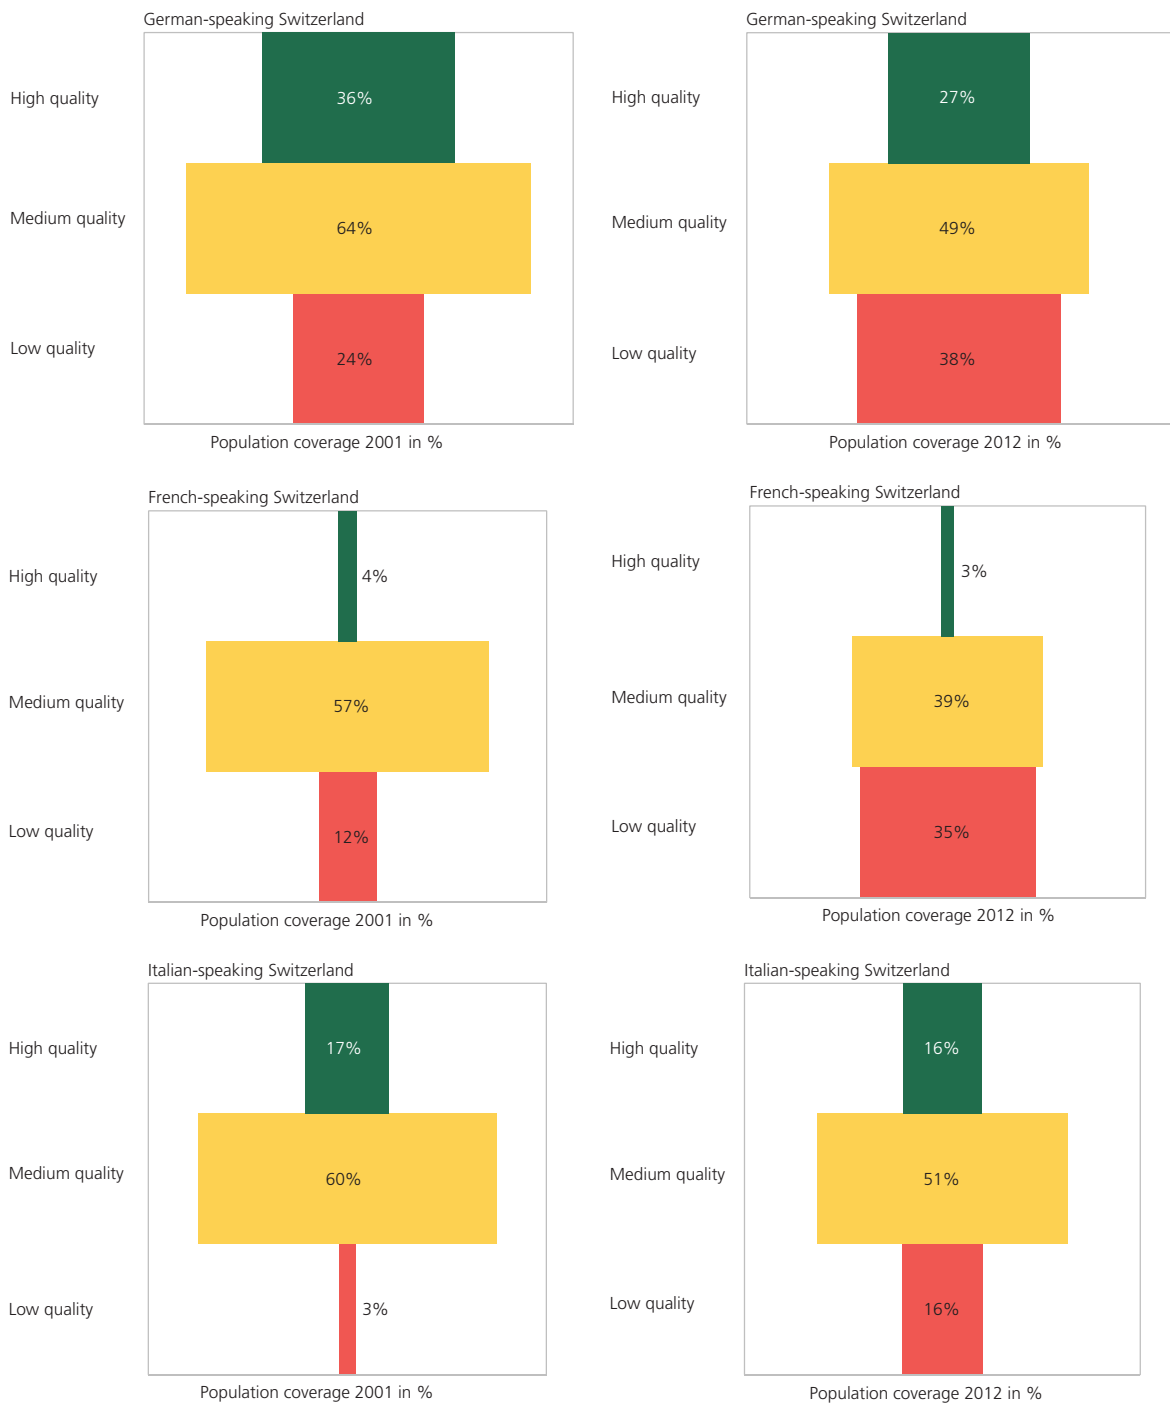 German-speaking Switzerland
High quality
36%
Medium quality
64%
Low quality
24%
Population coverage 2001 in %
German-speaking Switzerland
High quality
27%
Medium quality
49%
Low quality
38%
Population coverage 2012 in %
French-speaking Switzerland
High quality
4%
Medium quality
57%
Low quality
12%
Population coverage 2001 in %
French-speaking Switzerland
High quality
3%
Medium quality
39%
Low quality
35%
Population coverage 2012 in %
Italian-speaking Switzerland
High quality
17%
Medium quality
60%
Low quality
3%
Population coverage 2001 in %
Italian-speaking Switzerland
High quality
16%
Medium quality
51%
Low quality
16%
Population coverage 2012 in %